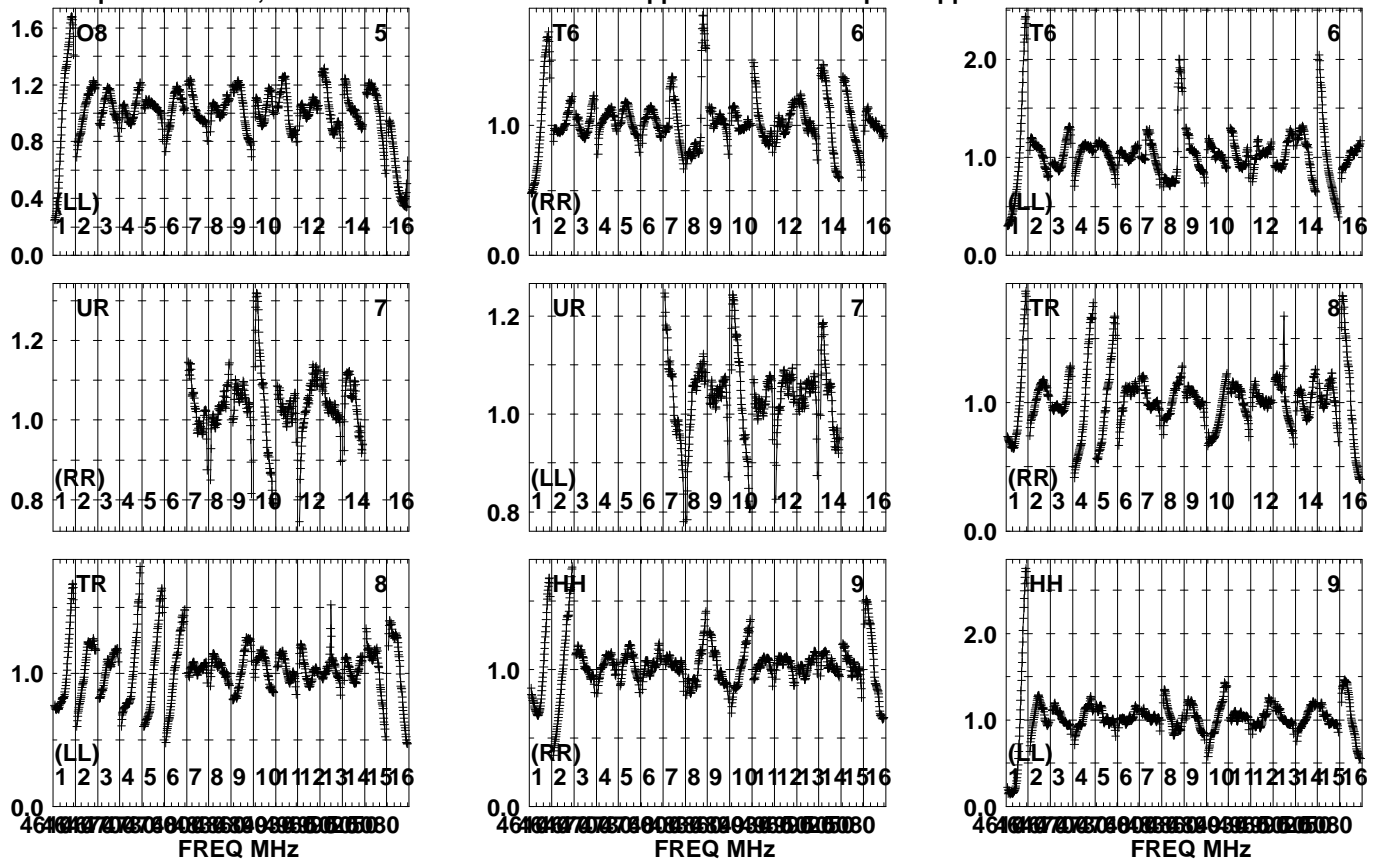 O8 5
1.6
1.2
0.8
0.4
0.0
(LL)
1 2 3 4 5 6 7 8 9 10 12 14 16
T6 6
1.0
0.0
(RR)
1 2 3 4 5 6 7 8 9 10 12 14 16
T6 6
2.0
1.0
0.0
(LL)
1 2 3 4 5 6 7 8 9 10 12 14 16
UR 7
1.2
1.0
0.8
(RR)
1 2 3 4 5 6 7 8 9 10 12 14 16
UR 7
1.2
1.0
0.8
(LL)
1 2 3 4 5 6 7 8 9 10 12 14 16
TR 8
1.0
0.0
(RR)
1 2 3 4 5 6 7 8 9 10 12 14 16
TR 8
1.0
0.0
(LL)
1 2 3 4 5 6 7 8 9 10 11 12 13 14 15 16
FREQ MHz
HH 9
1.0
0.0
(RR)
1 2 3 4 5 6 7 8 9 10 11 12 13 14 15 16
FREQ MHz
HH 9
2.0
1.0
0.0
(LL)
1 2 3 4 5 6 7 8 9 10 11 12 13 14 15 16
FREQ MHz